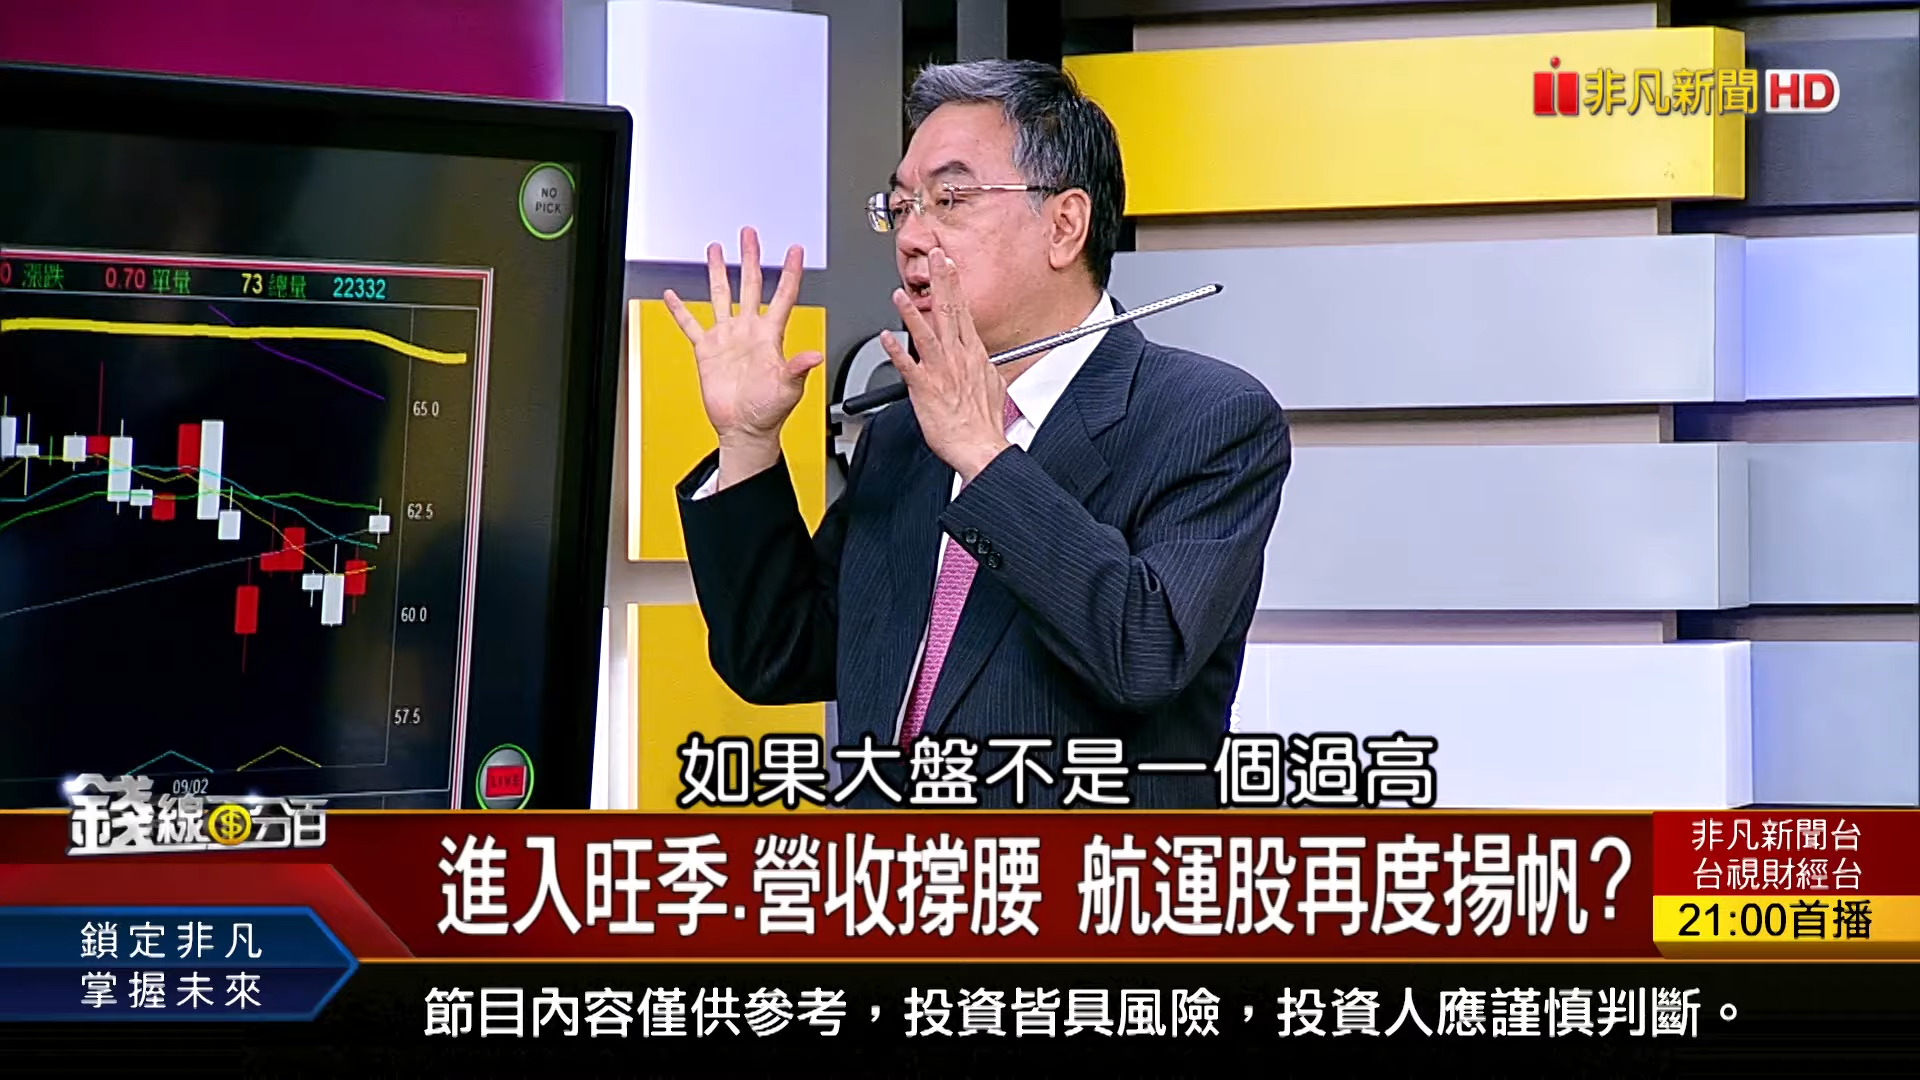 非凡新聞HD
NO
PICK
0 漲跌 0.70 單量 73 總量 22332
65.0
62.5
60.0
57.5
LIVE
09/02
如果大盤不是一個過高
錢線百分百
進入旺季.營收撐腰 航運股再度揚帆?
非凡新聞台
台視財經台
21:00首播
鎖定非凡
掌握未來
節目內容僅供參考，投資皆具風險，投資人應謹慎判斷。